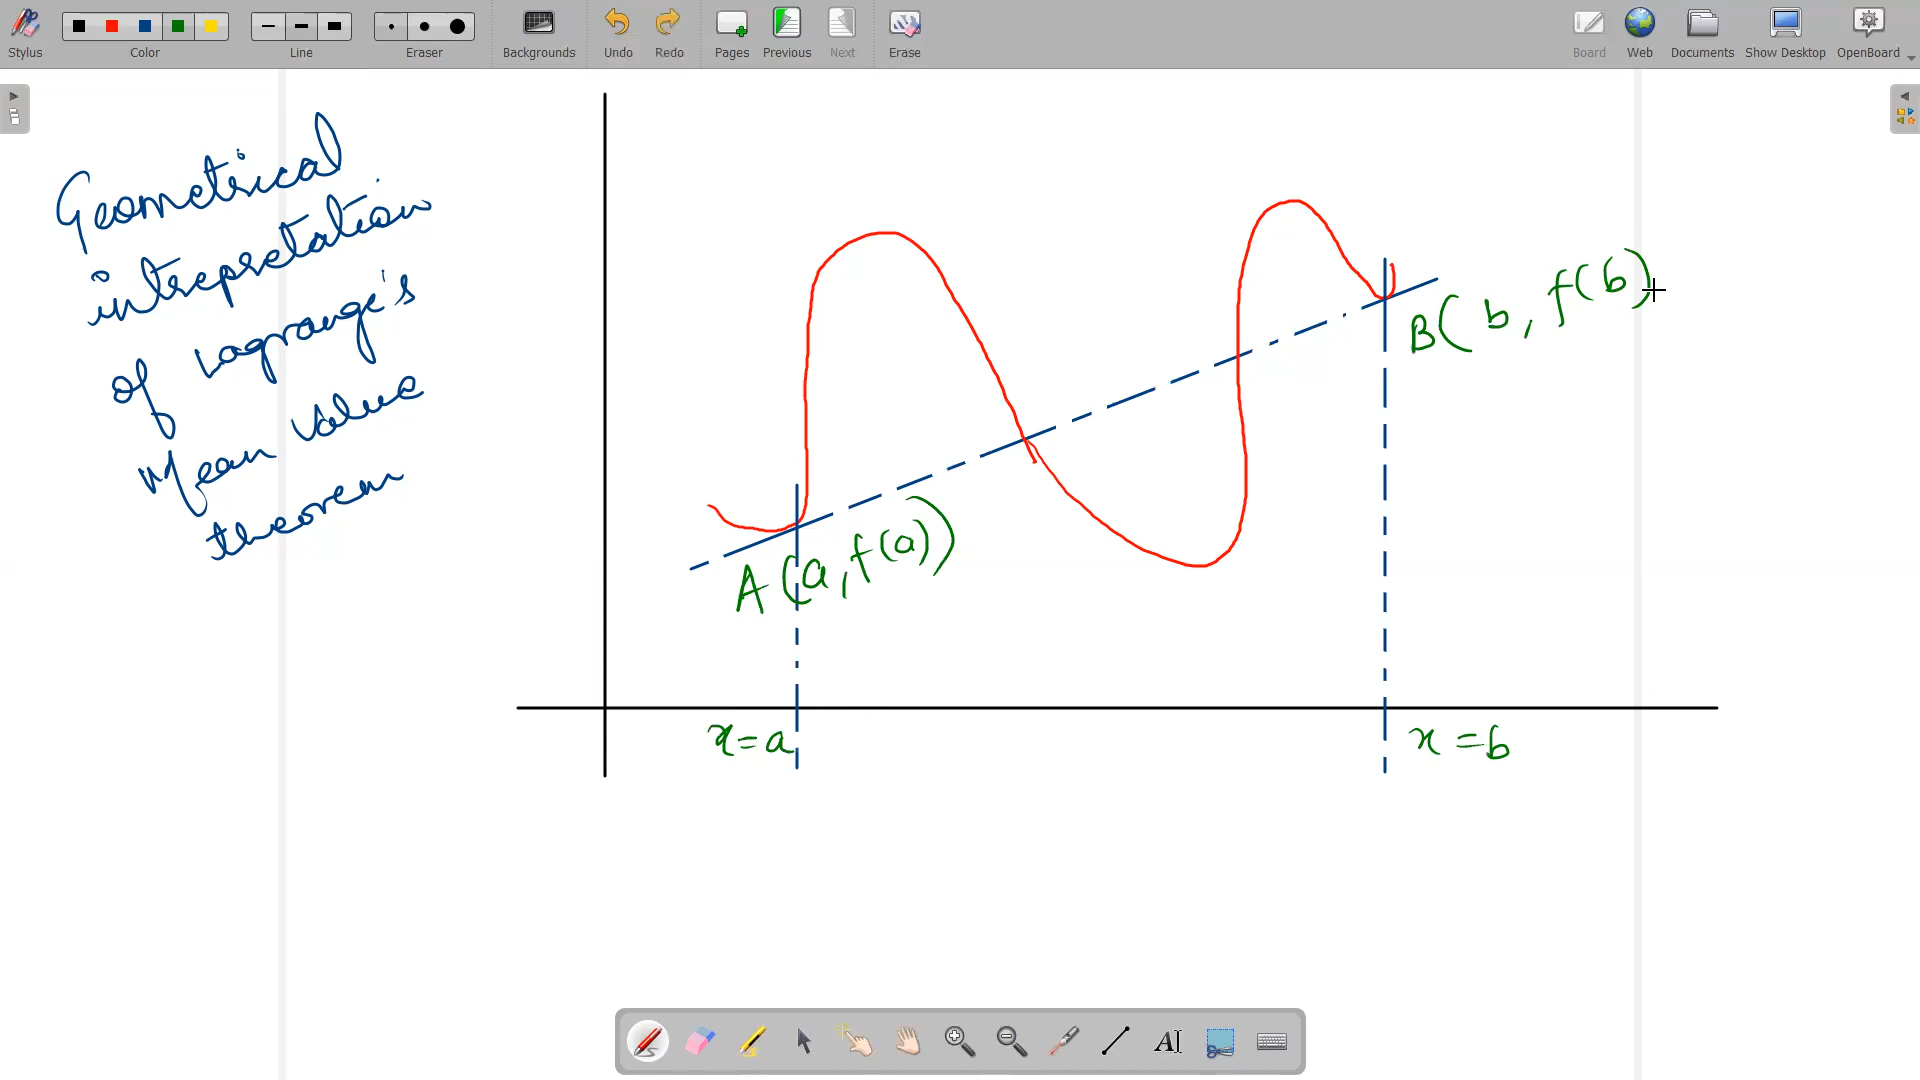 Stylus Color Line Eraser Backgrounds Undo Redo Pages Previous Next Erase Board Web Documents Show Desktop OpenBoard
Geometrical
intrepretation
of Lagrange's
Mean Value
theorem
B( b, f(b)
A (a, f(a))
x=a
x=b